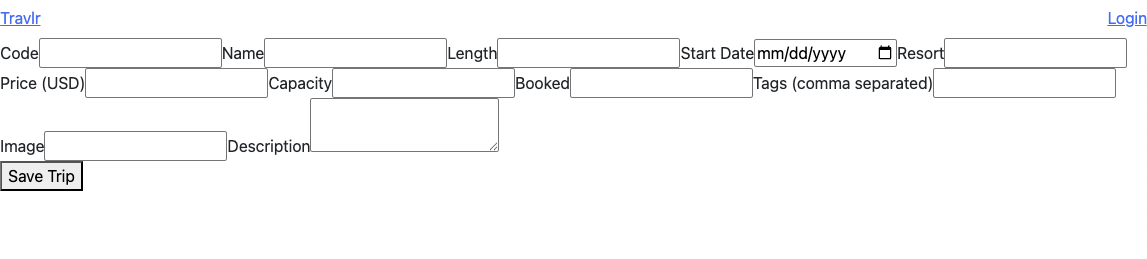 Travlr Login
Code Name Length Start Date mm/dd/yyyy Resort
Price (USD) Capacity Booked Tags (comma separated)
Image Description
Save Trip